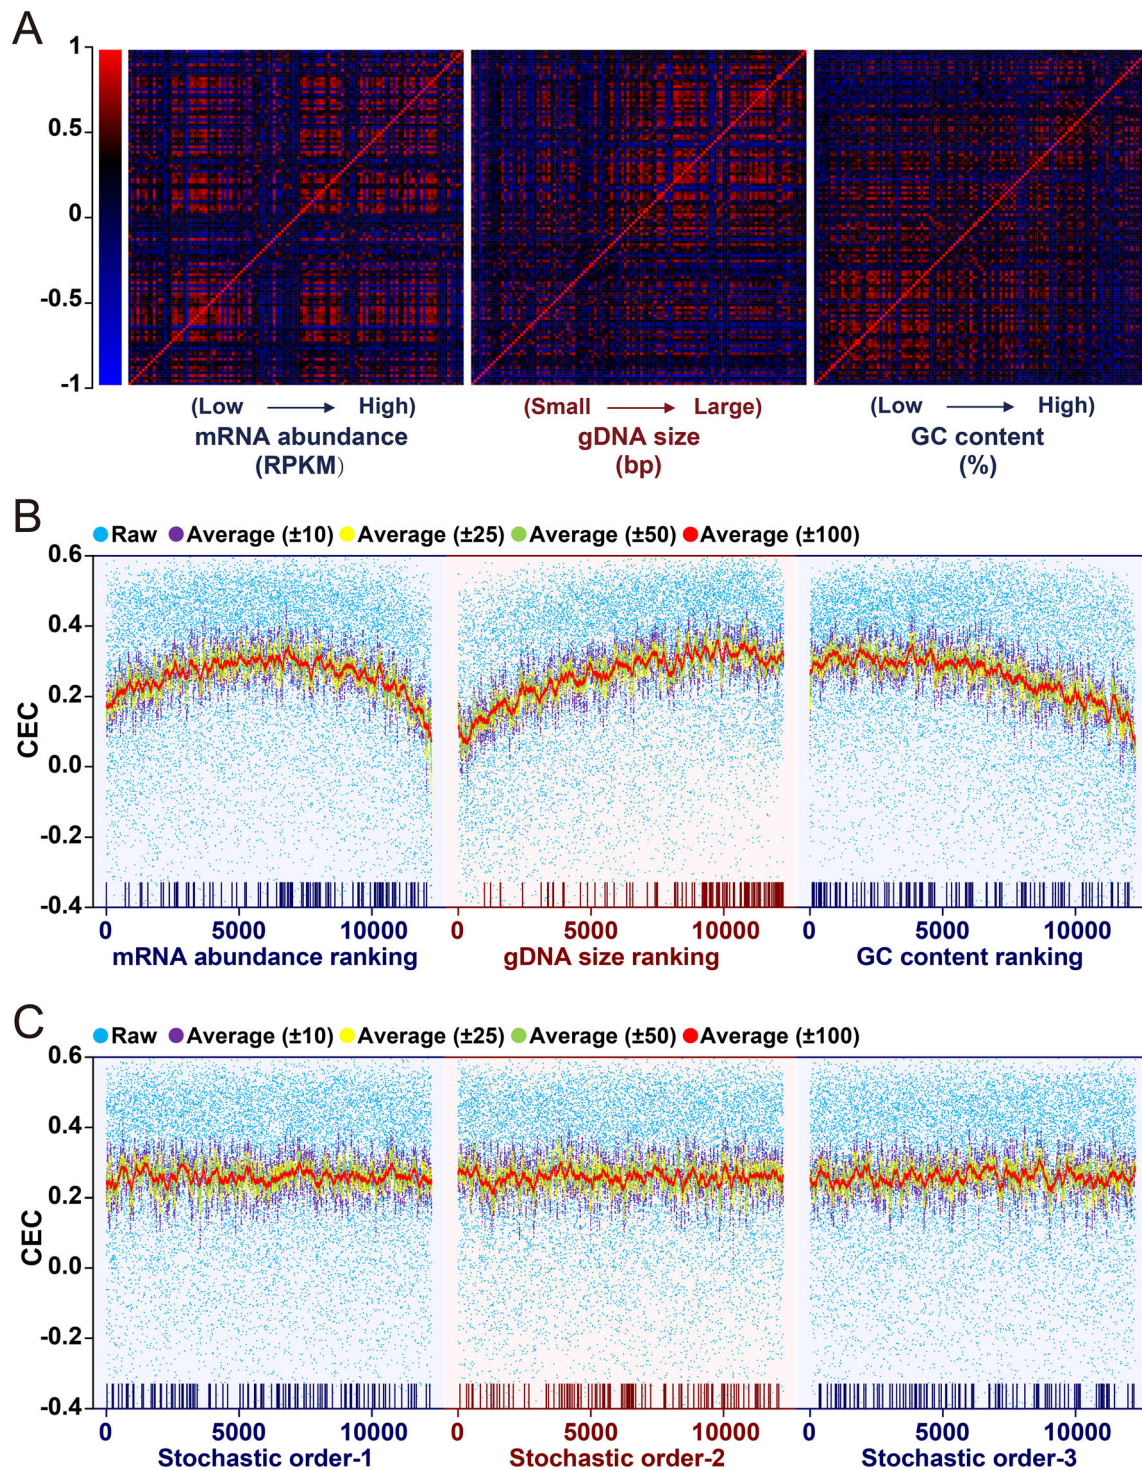 A
1
0.5
0
-0.5
-1
(Low → High)
mRNA abundance
(RPKM)
(Small → Large)
gDNA size
(bp)
(Low → High)
GC content
(%)
B
Raw Average (±10) Average (±25) Average (±50) Average (±100)
0.6
0.4
0.2
0.0
-0.2
-0.4
CEC
0 5000 10000
mRNA abundance ranking
0 5000 10000
gDNA size ranking
0 5000 10000
GC content ranking
C
Raw Average (±10) Average (±25) Average (±50) Average (±100)
0.6
0.4
0.2
0.0
-0.2
-0.4
CEC
0 5000 10000
Stochastic order-1
0 5000 10000
Stochastic order-2
0 5000 10000
Stochastic order-3